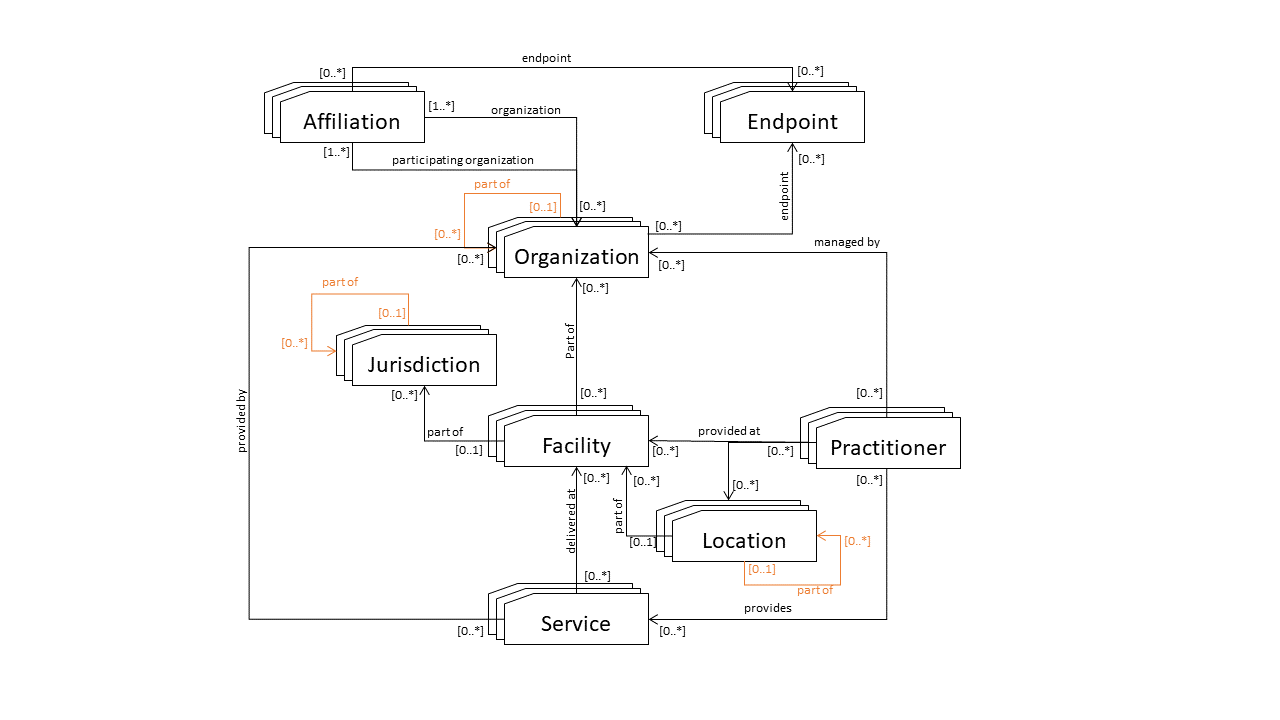 endpoint
[0..*]
[0..*]
Affiliation
[1..*]
organization
Endpoint
[1..*]
participating organization
[0..*]
part of
[0..1]
[0..*]
endpoint
[0..*]
[0..*]
managed by
[0..*]
Organization
[0..*]
[0..*]
part of
[0..1]
[0..*]
Part of
Jurisdiction
[0..*]
[0..*]
[0..*]
provided by
part of
[0..1]
Facility
[0..*]
provided at
[0..*]
Practitioner
[0..*]
[0..*]
[0..*]
[0..*]
delivered at
part of
[0..1]
Location
[0..*]
[0..1]
part of
[0..*]
provides
[0..*]
Service
[0..*]